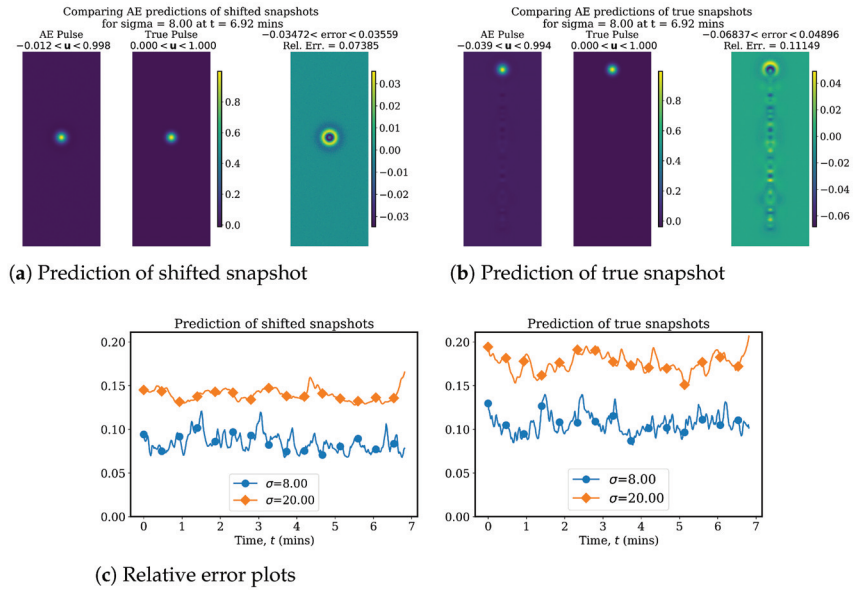 Comparing AE predictions of shifted snapshots
for sigma = 8.00 at t = 6.92 mins
AE Pulse
−0.012 < u < 0.998
True Pulse
0.000 < u < 1.000
−0.03472< error < 0.03559
Rel. Err. = 0.07385
0.8
0.6
0.4
0.2
0.0
0.03
0.02
0.01
0.00
−0.01
−0.02
−0.03
(a) Prediction of shifted snapshot
Comparing AE predictions of true snapshots
for sigma = 8.00 at t = 6.92 mins
AE Pulse
−0.039 < u < 0.994
True Pulse
0.000 < u < 1.000
−0.06837< error < 0.04896
Rel. Err. = 0.11149
0.8
0.6
0.4
0.2
0.0
0.04
0.02
0.00
−0.02
−0.04
−0.06
(b) Prediction of true snapshot
Prediction of shifted snapshots
0.20
0.15
0.10
0.05
0.00
σ=8.00
σ=20.00
0 1 2 3 4 5 6 7
Time, t (mins)
Prediction of true snapshots
0.20
0.15
0.10
0.05
0.00
σ=8.00
σ=20.00
0 1 2 3 4 5 6 7
Time, t (mins)
(c) Relative error plots